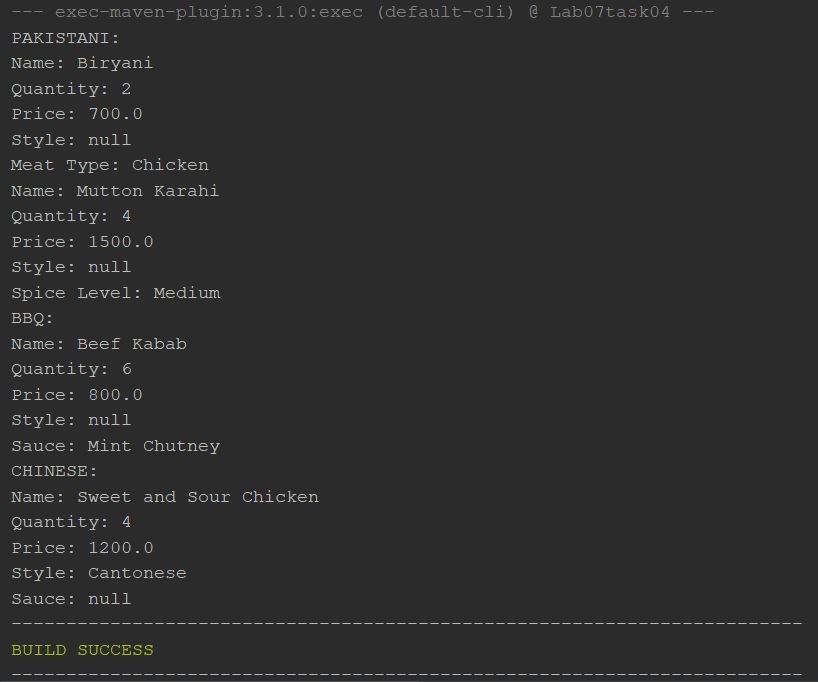 --- exec-maven-plugin:3.1.0:exec (default-cli) @ Lab07task04 ---
PAKISTANI:
Name: Biryani
Quantity: 2
Price: 700.0
Style: null
Meat Type: Chicken
Name: Mutton Karahi
Quantity: 4
Price: 1500.0
Style: null
Spice Level: Medium
BBQ:
Name: Beef Kabab
Quantity: 6
Price: 800.0
Style: null
Sauce: Mint Chutney
CHINESE:
Name: Sweet and Sour Chicken
Quantity: 4
Price: 1200.0
Style: Cantonese
Sauce: null
------------------------------------------------------------------------
BUILD SUCCESS
------------------------------------------------------------------------